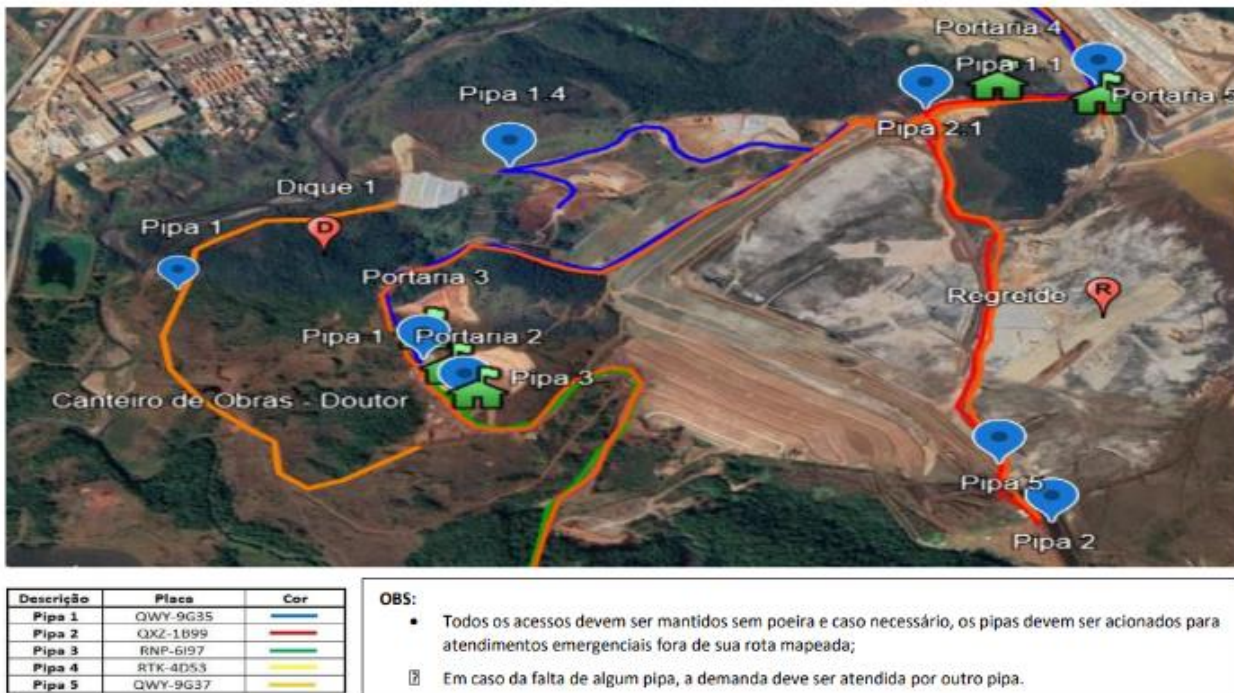 Portaria 4
Pipa 1.1
Pipa 1.4
Portaria 5
Pipa 2.1
Dique 1
D
Pipa 1
Portaria 3
Regreide
R
Pipa 1
Portaria 2
Pipa 3
Canteiro de Obras - Doutor
Pipa 5
Pipa 2
Descrição Placa Cor
Pipa 1 QWY-9G35
Pipa 2 QXZ-1B99
Pipa 3 RNP-6I97
Pipa 4 RTK-4D53
Pipa 5 QWY-9G37
OBS:
• Todos os acessos devem ser mantidos sem poeira e caso necessário, os pipas devem ser acionados para
atendimentos emergenciais fora de sua rota mapeada;
Em caso da falta de algum pipa, a demanda deve ser atendida por outro pipa.